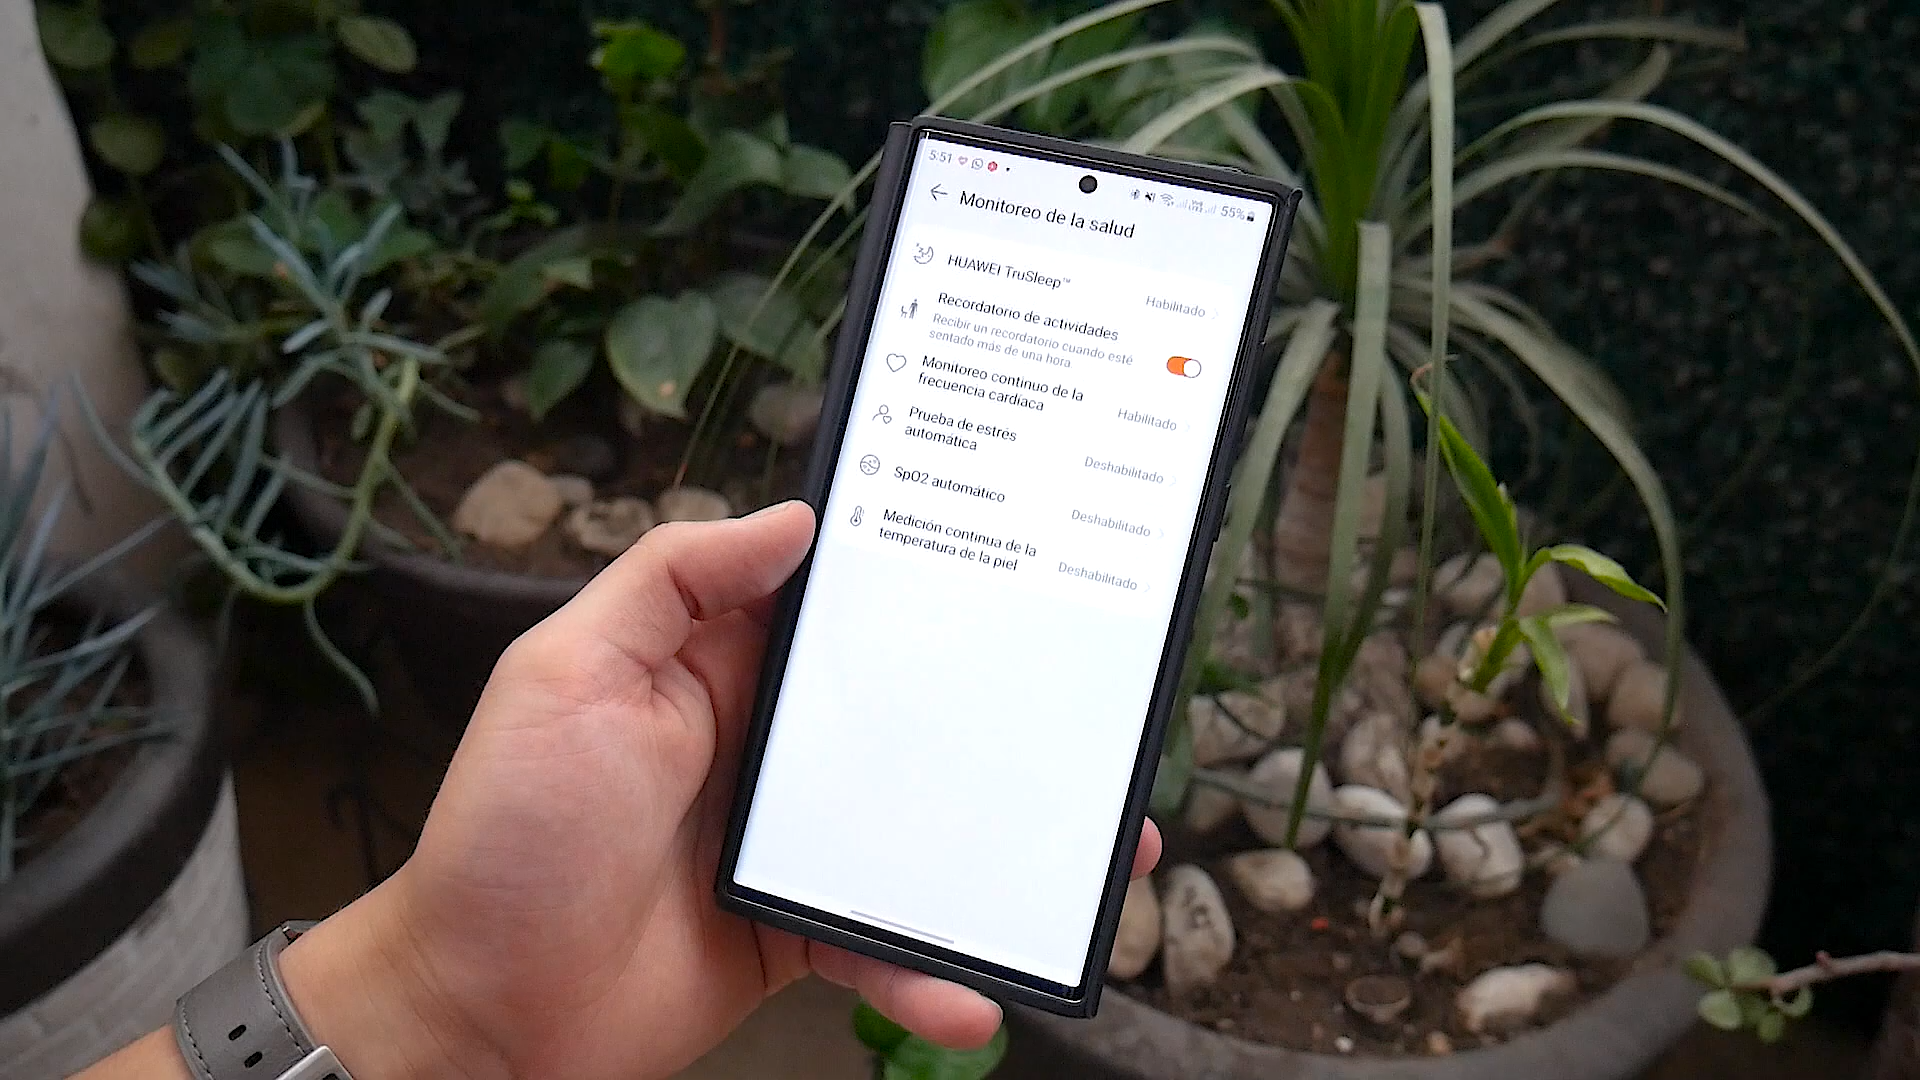 5:51
55%
Monitoreo de la salud
HUAWEI TruSleep™
Habilitado
Recordatorio de actividades
Recibir un recordatorio cuando esté
sentado más de una hora.
Monitoreo continuo de la
frecuencia cardiaca
Habilitado
Prueba de estrés
automática
Deshabilitado
SpO2 automático
Deshabilitado
Medición continua de la
temperatura de la piel
Deshabilitado